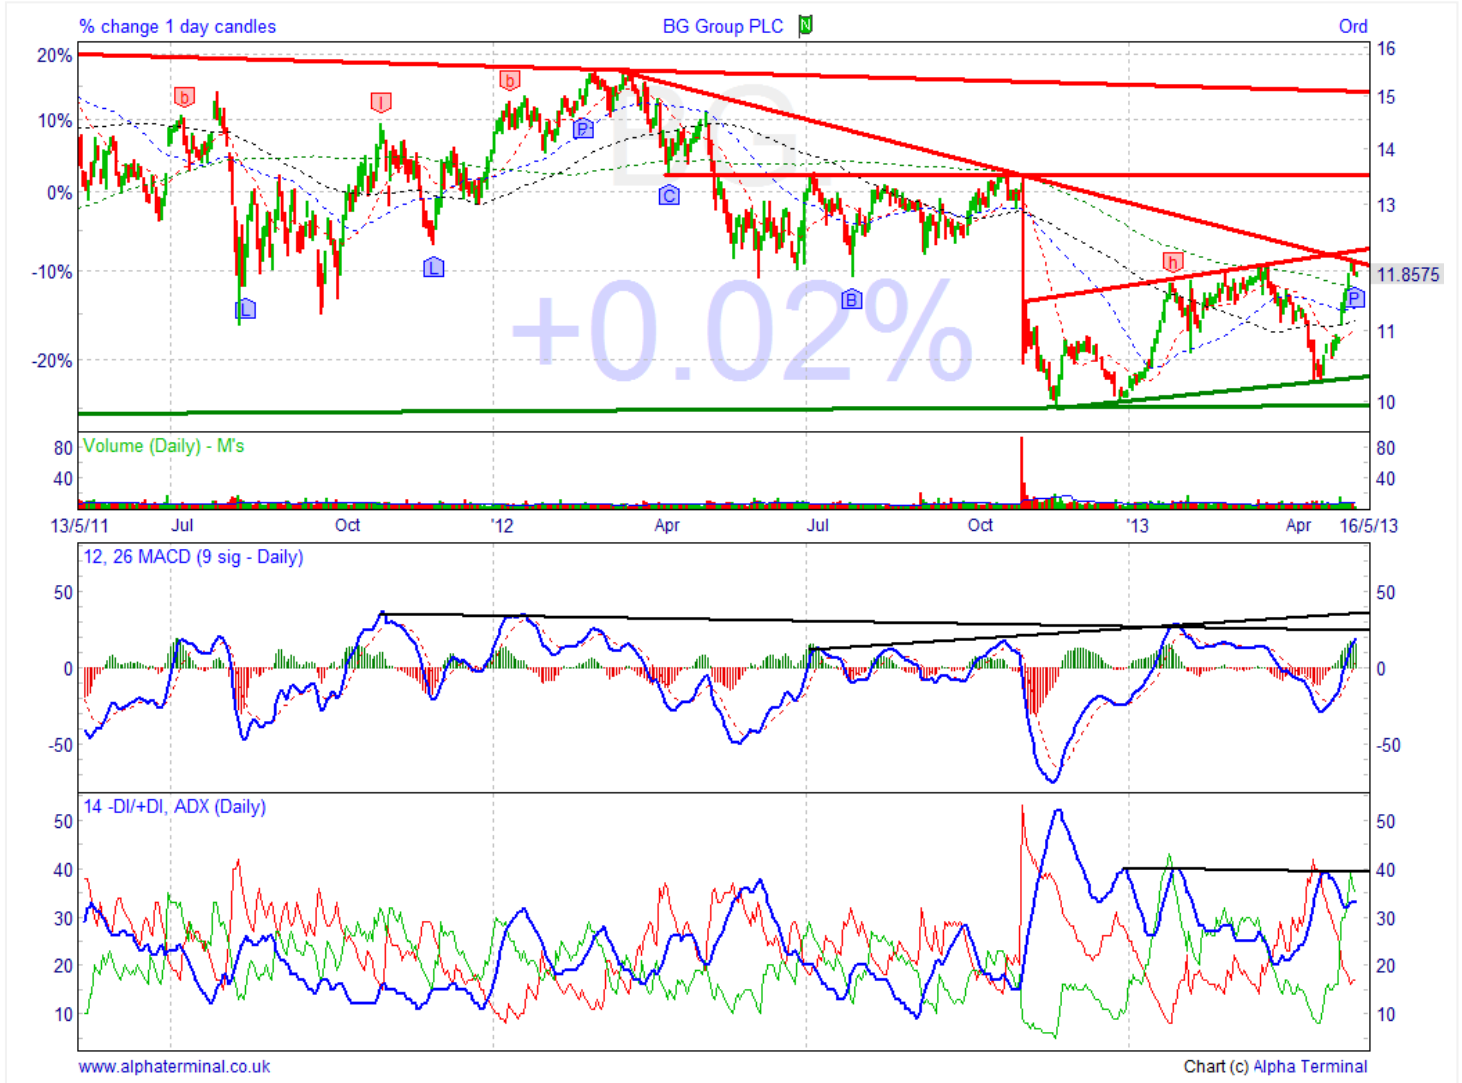 % change 1 day candles BG Group PLC N Ord
20% 16
b l b 15
10% P
BG 14
0% C 13
L h
-10% B 11.8575
L +0.02% P
11
-20%
10
Volume (Daily) - M's
80 80
40 40
13/5/11 Jul Oct '12 Apr Jul Oct '13 Apr 16/5/13
12, 26 MACD (9 sig - Daily)
50 50
0 0
-50 -50
14 -DI/+DI, ADX (Daily)
50 50
40 40
30 30
20 20
10 10
www.alphaterminal.co.uk Chart (c) Alpha Terminal